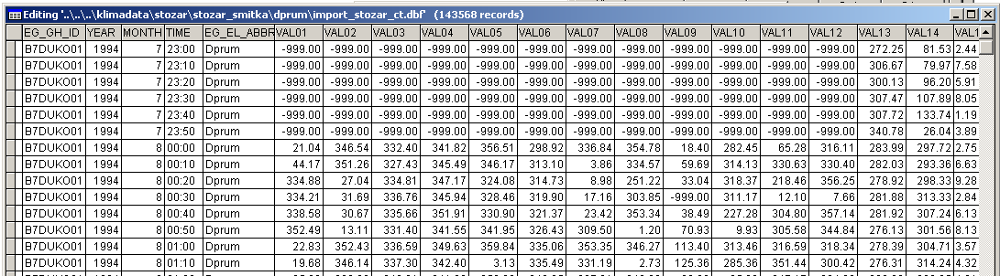 Editing '..\..\..\klimadata\stozar\stozar_smitka\dprum\import_stozar_ct.dbf' (143568 records)
EG_GH_ID YEAR MONTH TIME EG_EL_ABBR VAL01 VAL02 VAL03 VAL04 VAL05 VAL06 VAL07 VAL08 VAL09 VAL10 VAL11 VAL12 VAL13 VAL14 VAL1
B7DUKO01 1994 7 23:00 Dprum -999.00 -999.00 -999.00 -999.00 -999.00 -999.00 -999.00 -999.00 -999.00 -999.00 -999.00 -999.00 272.25 81.53 2.44
B7DUKO01 1994 7 23:10 Dprum -999.00 -999.00 -999.00 -999.00 -999.00 -999.00 -999.00 -999.00 -999.00 -999.00 -999.00 -999.00 306.67 79.97 7.58
B7DUKO01 1994 7 23:20 Dprum -999.00 -999.00 -999.00 -999.00 -999.00 -999.00 -999.00 -999.00 -999.00 -999.00 -999.00 -999.00 300.13 96.20 5.91
B7DUKO01 1994 7 23:30 Dprum -999.00 -999.00 -999.00 -999.00 -999.00 -999.00 -999.00 -999.00 -999.00 -999.00 -999.00 -999.00 307.47 107.89 8.05
B7DUKO01 1994 7 23:40 Dprum -999.00 -999.00 -999.00 -999.00 -999.00 -999.00 -999.00 -999.00 -999.00 -999.00 -999.00 -999.00 307.72 133.74 1.19
B7DUKO01 1994 7 23:50 Dprum -999.00 -999.00 -999.00 -999.00 -999.00 -999.00 -999.00 -999.00 -999.00 -999.00 -999.00 -999.00 340.78 26.04 3.89
B7DUKO01 1994 8 00:00 Dprum 21.04 346.54 332.40 341.82 356.51 298.92 336.84 354.78 18.40 282.45 65.28 316.11 283.99 297.72 2.75
B7DUKO01 1994 8 00:10 Dprum 44.17 351.26 327.43 345.49 346.17 313.10 3.86 334.57 59.69 314.13 330.63 330.40 282.03 293.36 6.63
B7DUKO01 1994 8 00:20 Dprum 334.88 27.04 334.81 347.17 324.08 314.73 8.98 251.22 33.04 318.37 218.46 356.25 278.92 298.33 9.28
B7DUKO01 1994 8 00:30 Dprum 334.21 31.69 336.76 345.94 328.46 319.90 17.16 303.85 -999.00 311.17 12.10 7.66 281.88 313.33 2.84
B7DUKO01 1994 8 00:40 Dprum 338.58 30.67 335.66 351.91 330.90 321.37 23.42 353.34 38.49 227.28 304.80 357.14 281.92 307.24 6.13
B7DUKO01 1994 8 00:50 Dprum 352.49 13.11 331.40 341.55 341.95 326.43 309.50 1.20 70.93 9.93 305.58 344.84 276.13 301.56 8.13
B7DUKO01 1994 8 01:00 Dprum 22.83 352.43 336.59 349.63 359.84 335.06 353.35 346.27 113.40 313.46 316.59 318.34 278.39 304.71 3.57
B7DUKO01 1994 8 01:10 Dprum 19.68 346.14 337.30 342.40 3.13 335.49 331.19 2.73 125.36 285.36 351.44 300.42 276.31 314.24 4.32